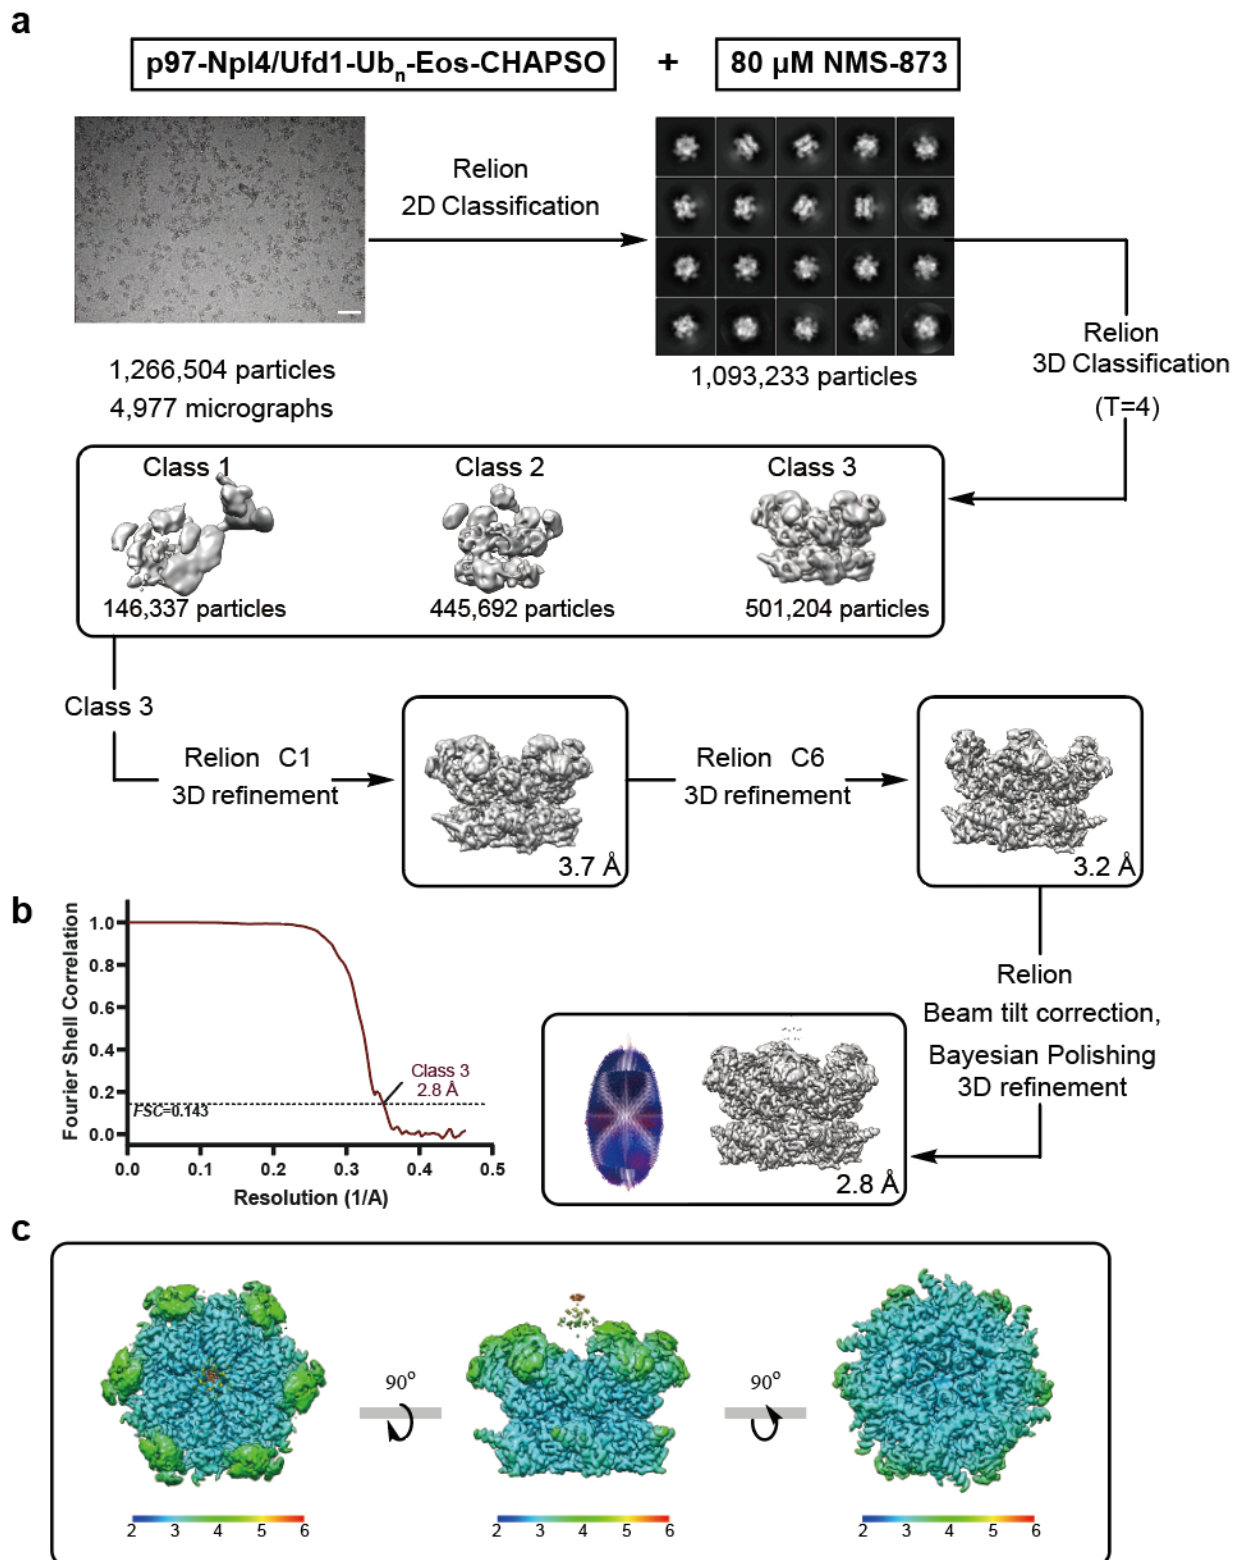 a
p97-Npl4/Ufd1-Ubn-Eos-CHAPSO + 80 µM NMS-873
Relion
2D Classification
1,266,504 particles
4,977 micrographs
1,093,233 particles
Relion
3D Classification
(T=4)
Class 1 Class 2 Class 3
146,337 particles 445,692 particles 501,204 particles
Class 3
Relion C1
3D refinement
3.7 Å
Relion C6
3D refinement
3.2 Å
Relion
Beam tilt correction,
Bayesian Polishing
3D refinement
2.8 Å
b
Fourier Shell Correlation
1.0
0.8
0.6
0.4
0.2
0.0
Class 3
2.8 Å
FSC=0.143
0.0 0.1 0.2 0.3 0.4 0.5
Resolution (1/A)
c
90° 90°
2 3 4 5 6 2 3 4 5 6 2 3 4 5 6